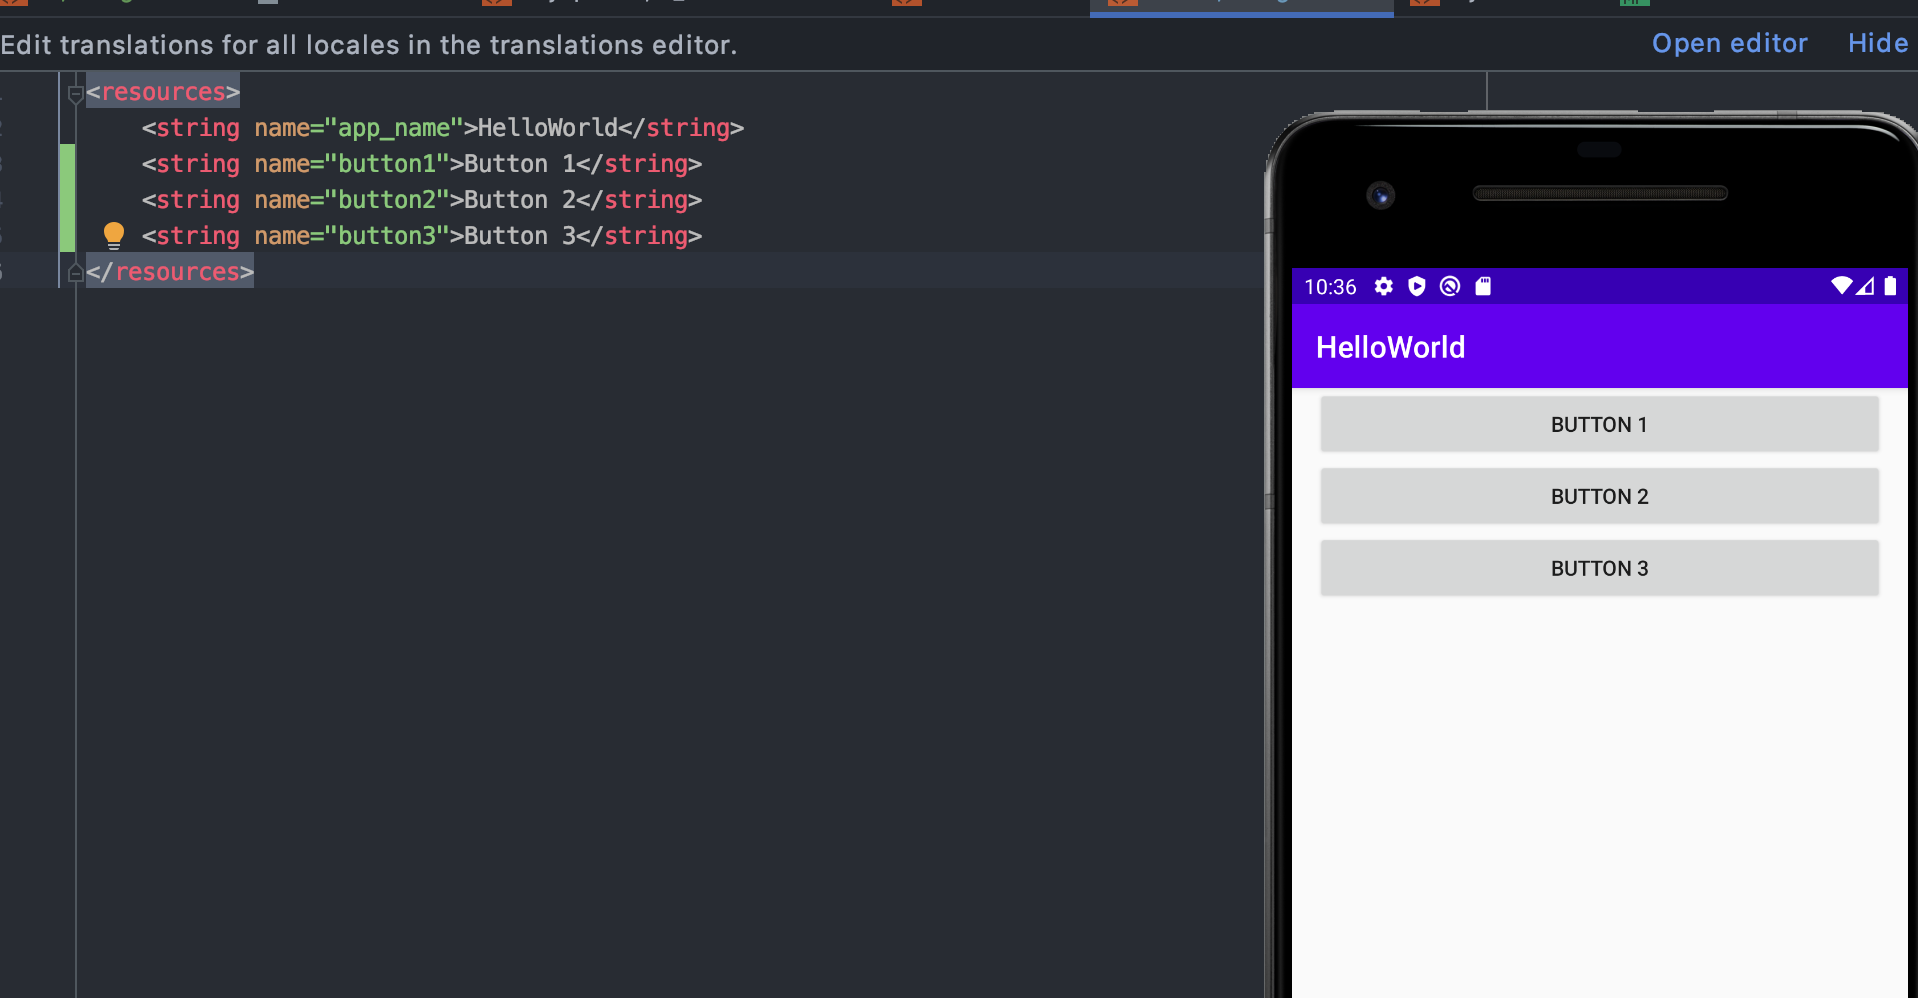 Edit translations for all locales in the translations editor.
Open editor Hide
<resources>
<string name="app_name">HelloWorld</string>
<string name="button1">Button 1</string>
<string name="button2">Button 2</string>
<string name="button3">Button 3</string>
</resources>
10:36
HelloWorld
BUTTON 1
BUTTON 2
BUTTON 3